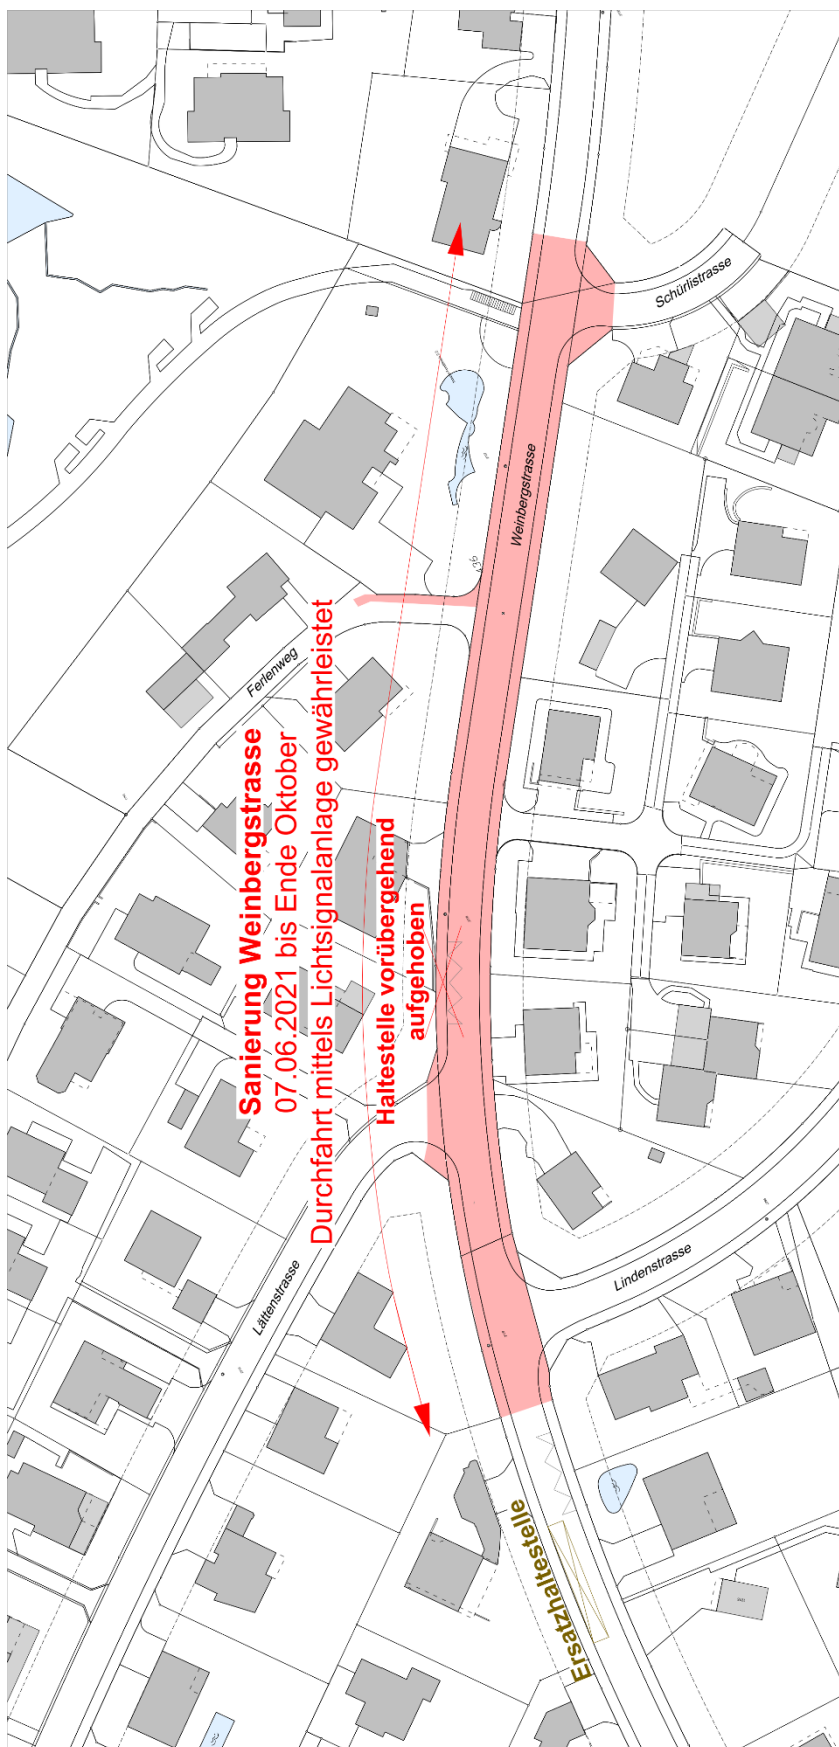 Sanierung Weinbergstrasse
07.06.2021 bis Ende Oktober
Durchfahrt mittels Lichtsignalanlage gewährleistet
Haltestelle vorübergehend
aufgehoben
Schürlistrasse
Weinbergstrasse
436
Ferlenweg
Lättenstrasse
Lindenstrasse
Ersatzhaltestelle